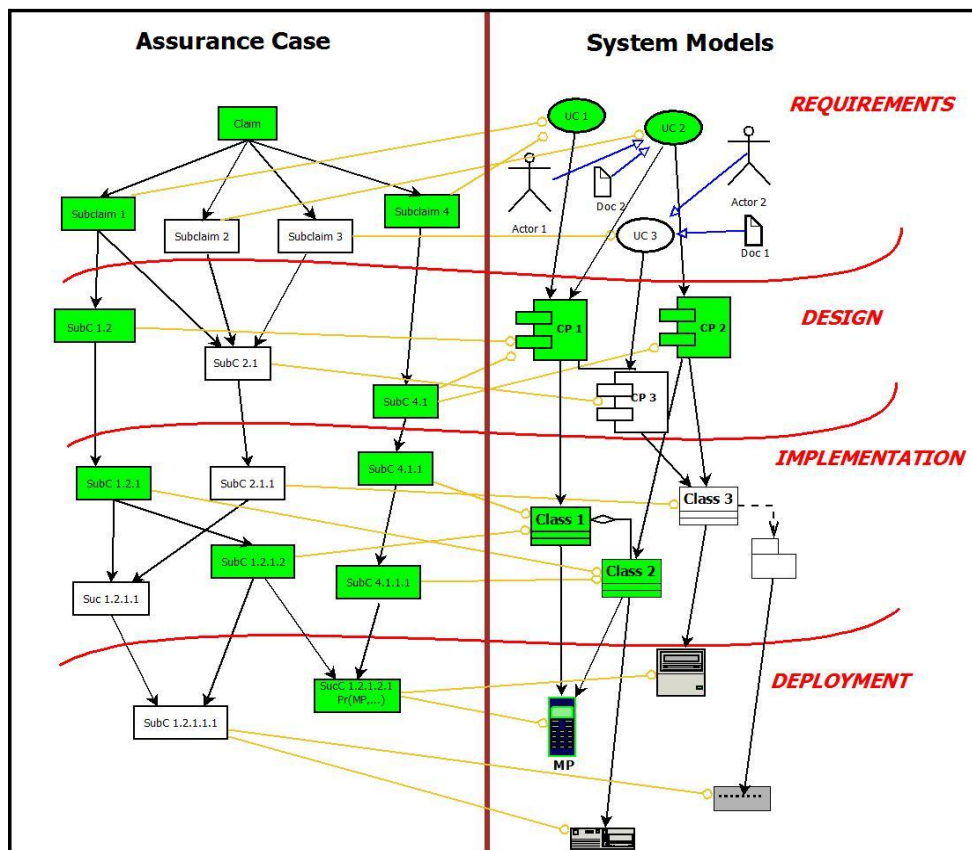 Assurance Case
System Models
REQUIREMENTS
Claim
UC 1
UC 2
Subclaim 1
Subclaim 2
Subclaim 3
Subclaim 4
Actor 1
Doc 2
Actor 2
UC 3
Doc 1
DESIGN
SubC 1.2
SubC 2.1
SubC 4.1
CP 1
CP 2
CP 3
IMPLEMENTATION
SubC 1.2.1
SubC 2.1.1
SubC 4.1.1
Class 1
Class 3
SubC 1.2.1.2
SubC 4.1.1.1
Class 2
Suc 1.2.1.1
DEPLOYMENT
SucC 1.2.1.2.1
Pr(MP,...)
SubC 1.2.1.1.1
MP